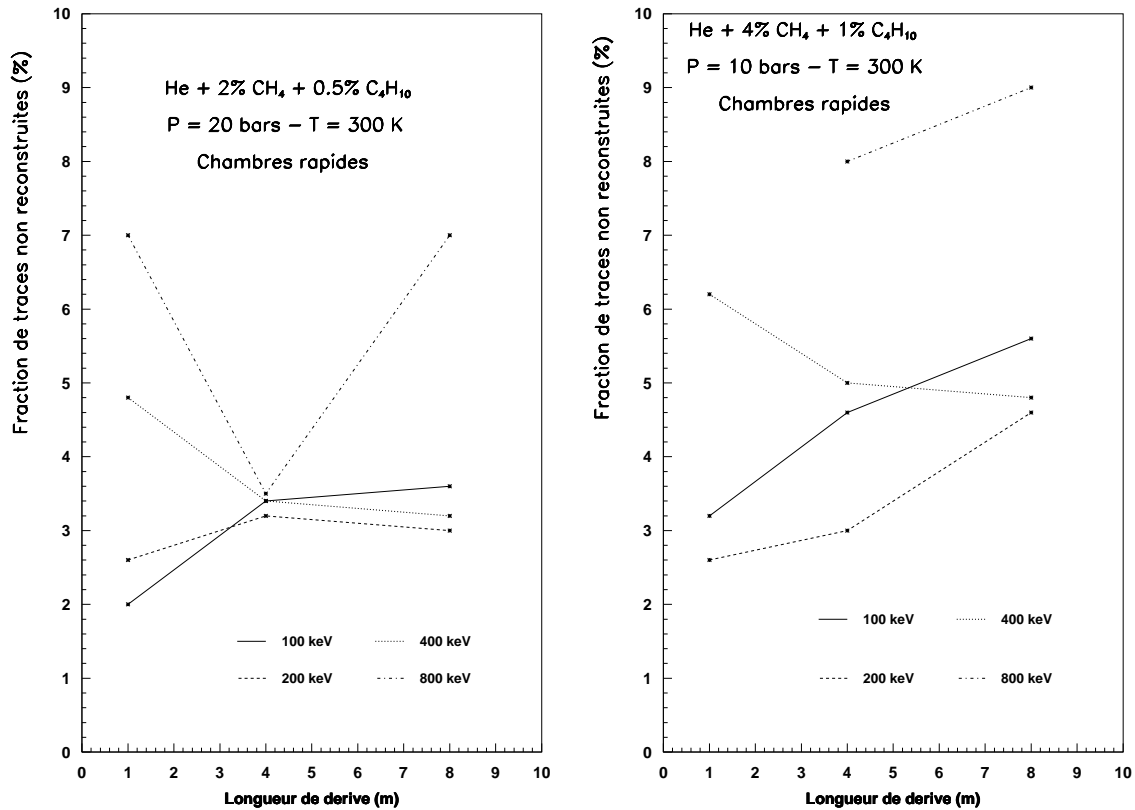 Fraction de traces non reconstruites (%)
10
9
8
7
6
5
4
3
2
1
0
He + 2% CH₄ + 0.5% C₄H₁₀
P = 20 bars – T = 300 K
Chambres rapides
100 keV
400 keV
200 keV
800 keV
0 1 2 3 4 5 6 7 8 9 10
Longueur de derive (m)
Fraction de traces non reconstruites (%)
10
9
8
7
6
5
4
3
2
1
0
He + 4% CH₄ + 1% C₄H₁₀
P = 10 bars – T = 300 K
Chambres rapides
100 keV
400 keV
200 keV
800 keV
0 1 2 3 4 5 6 7 8 9 10
Longueur de derive (m)